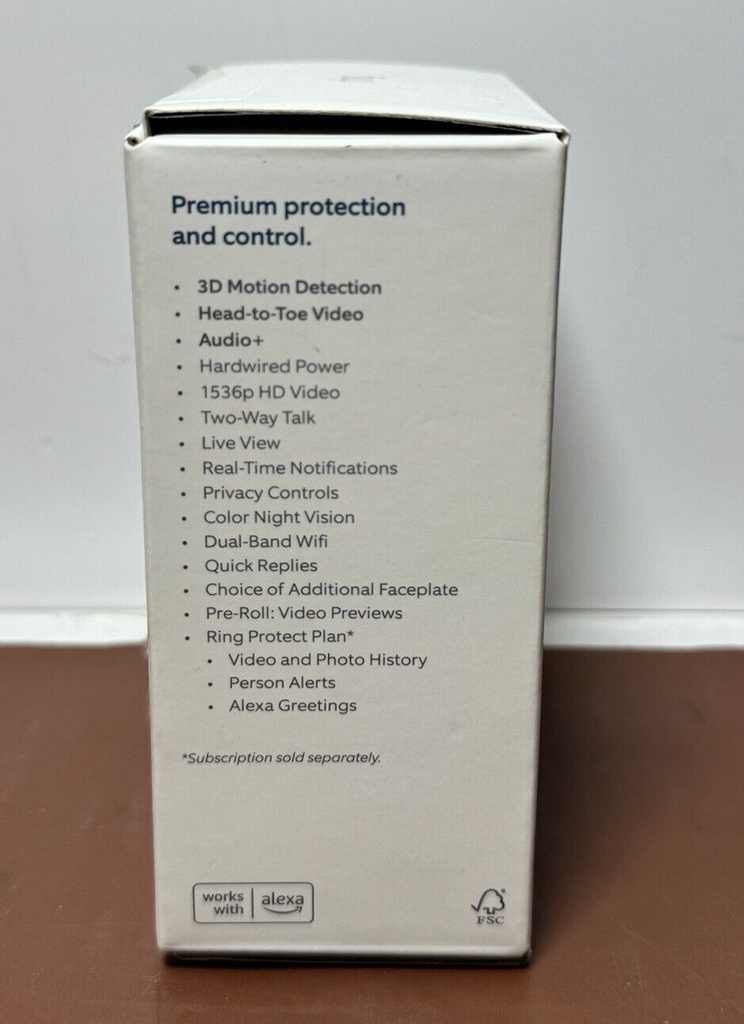 Premium protection
and control.
• 3D Motion Detection
• Head-to-Toe Video
• Audio+
• Hardwired Power
• 1536p HD Video
• Two-Way Talk
• Live View
• Real-Time Notifications
• Privacy Controls
• Color Night Vision
• Dual-Band Wifi
• Quick Replies
• Choice of Additional Faceplate
• Pre-Roll: Video Previews
• Ring Protect Plan*
• Video and Photo History
• Person Alerts
• Alexa Greetings
*Subscription sold separately.
works with | alexa
FSC